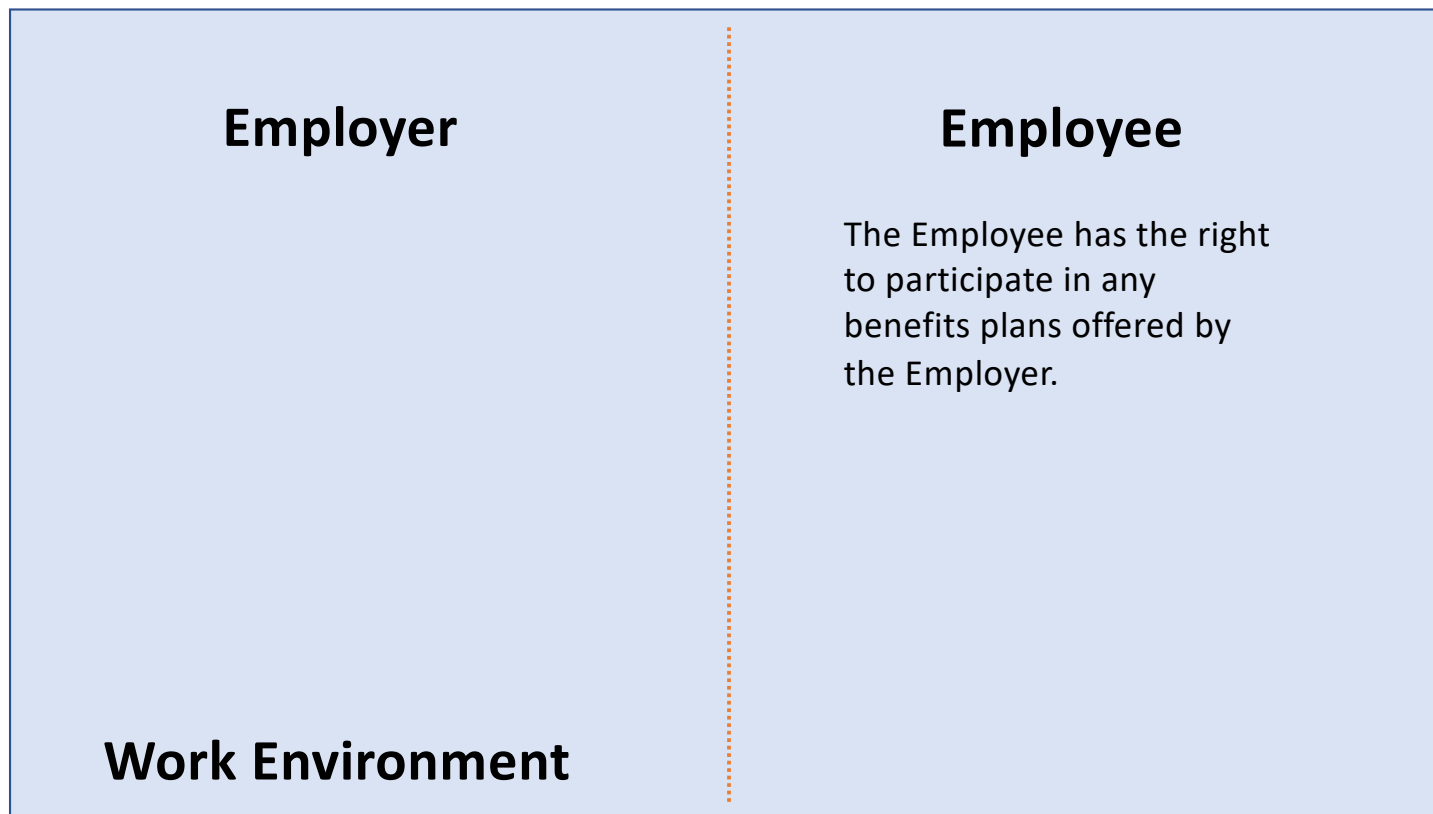 Employer
Employee
The Employee has the right
to participate in any
benefits plans offered by
the Employer.
Work Environment